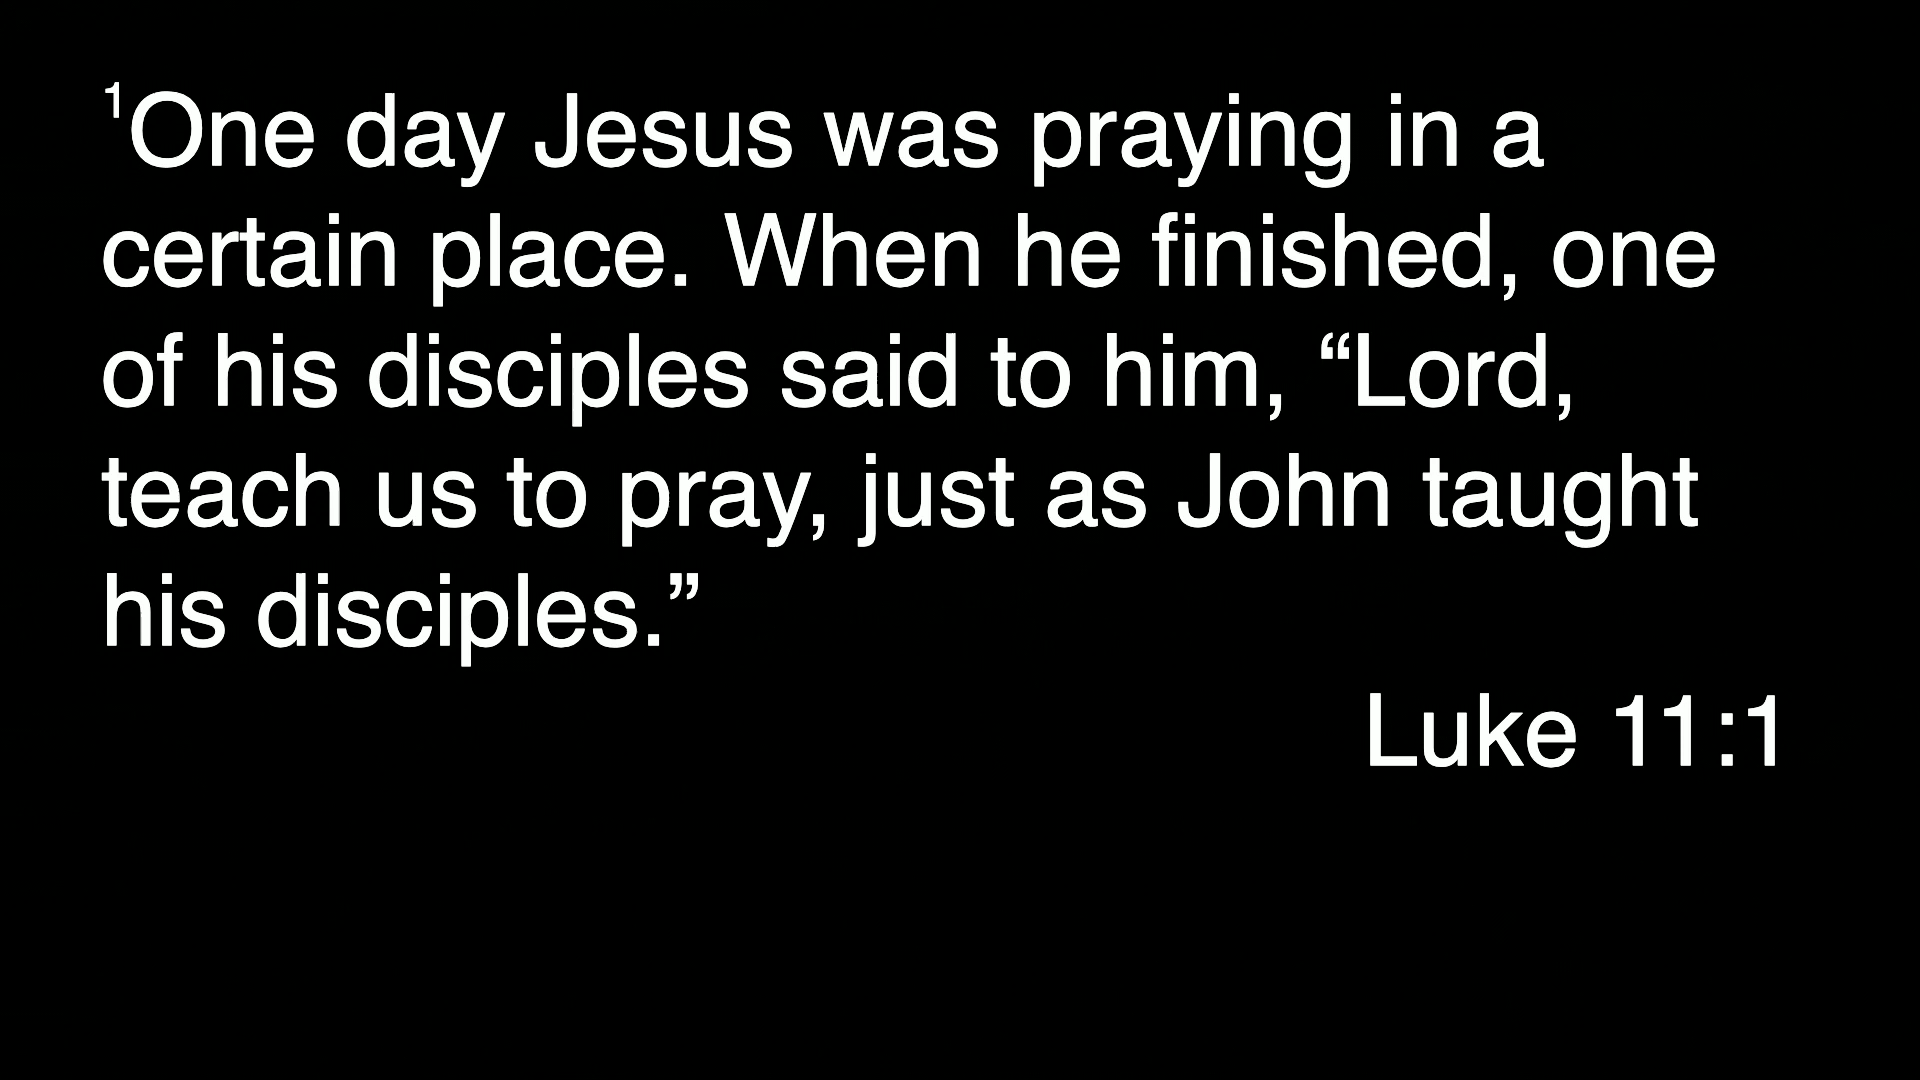 ¹One day Jesus was praying in a
certain place. When he finished, one
of his disciples said to him, “Lord,
teach us to pray, just as John taught
his disciples.”
Luke 11:1